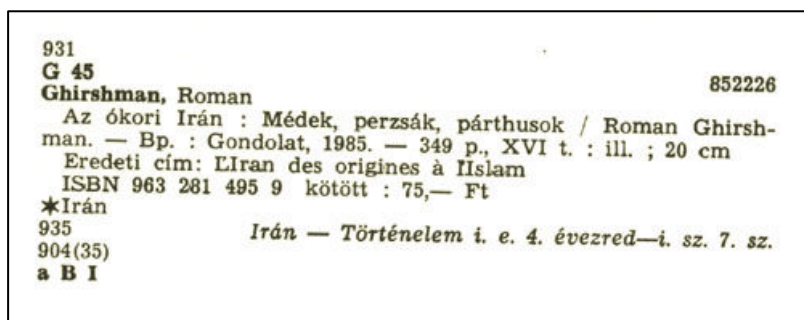 931
G 45
852226
Ghirshman, Roman
Az ókori Irán : Médek, perzsák, párthusok / Roman Ghirsh-
man. — Bp. : Gondolat, 1985. — 349 p., XVI t. : ill. ; 20 cm
Eredeti cím: L'Iran des origines à l'Islam
ISBN 963 281 495 9 kötött : 75,— Ft
✶Irán
935 Irán — Történelem i. e. 4. évezred—i. sz. 7. sz.
904(35)
a B I